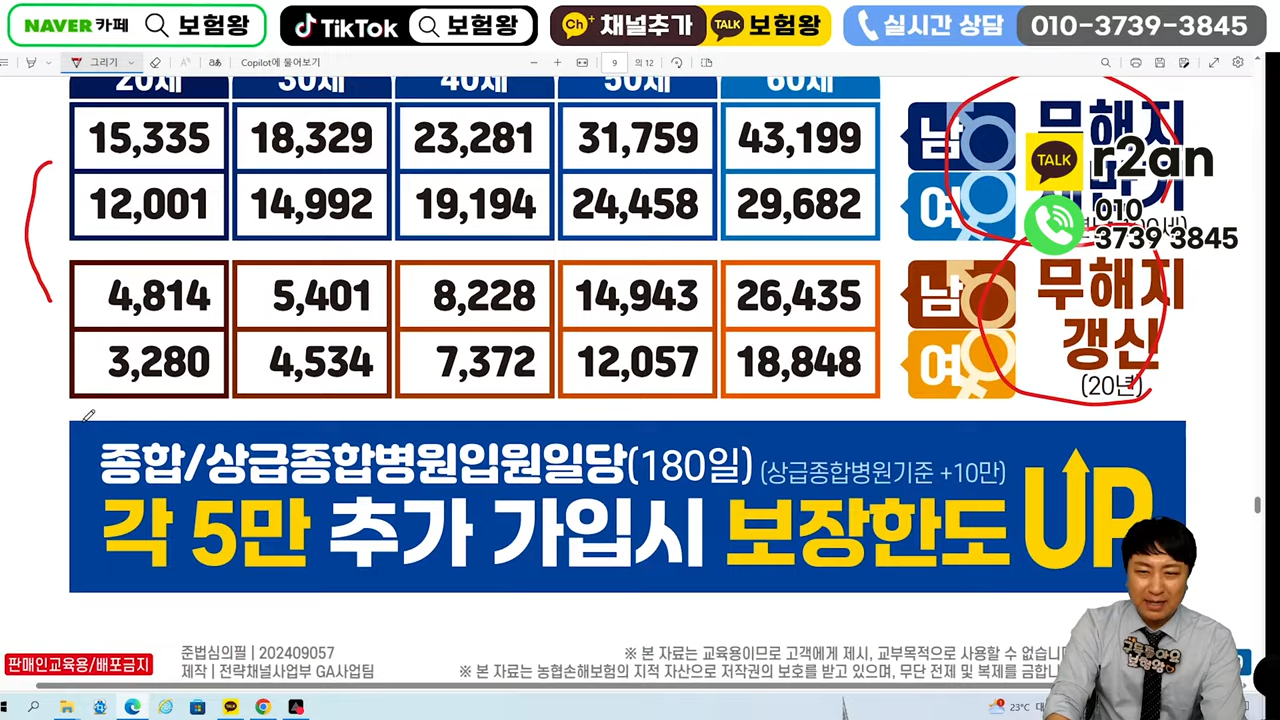 NAVER 카페 보험왕 TikTok 보험왕 Ch+ 채널추가 TALK 보험왕 실시간 상담 010-3739-3845
그리기 Copilot에 물어보기 9 의 12
20세 30세 40세 50세 60세
15,335 18,329 23,281 31,759 43,199 남 무해지
TALK r2an
12,001 14,992 19,194 24,458 29,682 여
010
3739 3845
4,814 5,401 8,228 14,943 26,435 남 무해지
갱신
3,280 4,534 7,372 12,057 18,848 여
(20년)
종합/상급종합병원입원일당(180일) (상급종합병원기준 +10만)
각 5만 추가 가입시 보장한도 UP
판매인교육용/배포금지
준법심의필 | 202409057 ※ 본 자료는 교육용이므로 고객에게 제시, 교부목적으로 사용할 수 없습니
제작 | 전략채널사업부 GA사업팀 ※ 본 자료는 농협손해보험의 지적 자산으로 저작권의 보호를 받고 있으며, 무단 전제 및 복제를 금합니
보험왕
23°C